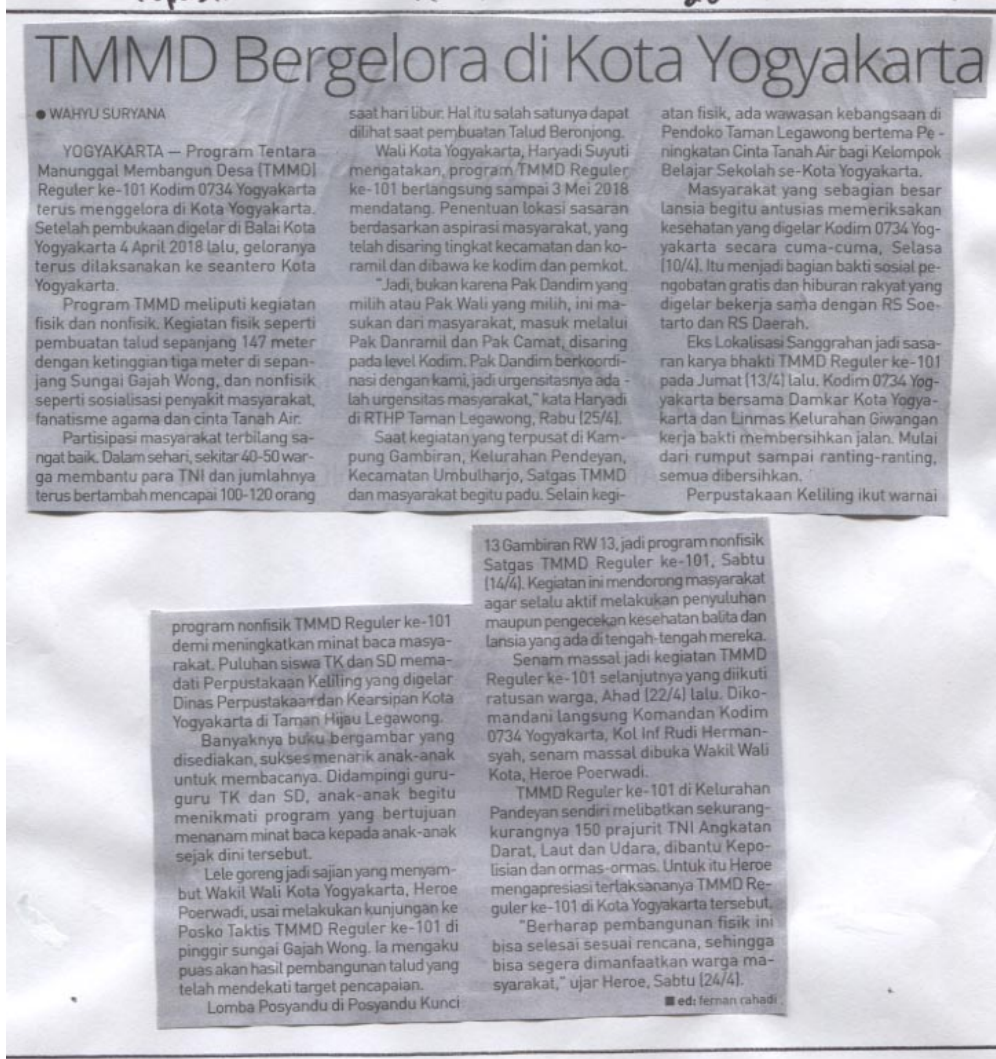 TMMD Bergelora di Kota Yogyakarta
● WAHYU SURYANA
YOGYAKARTA — Program Tentara
Manunggal Membangun Desa (TMMD)
Reguler ke-101 Kodim 0734 Yogyakarta
terus menggelora di Kota Yogyakarta.
Setelah pembukaan digelar di Balai Kota
Yogyakarta 4 April 2018 lalu, geloranya
terus dilaksanakan ke seantero Kota
Yogyakarta.
Program TMMD meliputi kegiatan
fisik dan nonfisik. Kegiatan fisik seperti
pembuatan talud sepanjang 147 meter
dengan ketinggian tiga meter di sepan-
jang Sungai Gajah Wong, dan nonfisik
seperti sosialisasi penyakit masyarakat,
fanatisme agama dan cinta Tanah Air.
Partisipasi masyarakat terbilang sa-
ngat baik. Dalam sehari, sekitar 40-50 war-
ga membantu para TNI dan jumlahnya
terus bertambah mencapai 100-120 orang
saat hari libur. Hal itu salah satunya dapat
dilihat saat pembuatan Talud Beronjong.
Wali Kota Yogyakarta, Haryadi Suyuti
mengatakan, program TMMD Reguler
ke-101 berlangsung sampai 3 Mei 2018
mendatang. Penentuan lokasi sasaran
berdasarkan aspirasi masyarakat, yang
telah disaring tingkat kecamatan dan ko-
ramil dan dibawa ke kodim dan pemkot.
"Jadi, bukan karena Pak Dandim yang
milih atau Pak Wali yang milih, ini ma-
sukan dari masyarakat, masuk melalui
Pak Danramil dan Pak Camat, disaring
pada level Kodim. Pak Dandim berkoordi-
nasi dengan kami, jadi urgensitasnya ada -
lah urgensitas masyarakat," kata Haryadi
di RTHP Taman Legawong, Rabu (25/4).
Saat kegiatan yang terpusat di Kam-
pung Gambiran, Kelurahan Pendeyan,
Kecamatan Umbulharjo, Satgas TMMD
dan masyarakat begitu padu. Selain kegi-
atan fisik, ada wawasan kebangsaan di
Pendoko Taman Legawong bertema Pe -
ningkatan Cinta Tanah Air bagi Kelompok
Belajar Sekolah se-Kota Yogyakarta.
Masyarakat yang sebagian besar
lansia begitu antusias memeriksakan
kesehatan yang digelar Kodim 0734 Yog-
yakarta secara cuma-cuma, Selasa
(10/4). Itu menjadi bagian bakti sosial pe-
ngobatan gratis dan hiburan rakyat yang
digelar bekerja sama dengan RS Soe-
tarto dan RS Daerah.
Eks Lokalisasi Sanggrahan jadi sasa-
ran karya bhakti TMMD Reguler ke-101
pada Jumat (13/4) lalu. Kodim 0734 Yog-
yakarta bersama Damkar Kota Yogya-
karta dan Linmas Kelurahan Giwangan
kerja bakti membersihkan jalan. Mulai
dari rumput sampai ranting-ranting,
semua dibersihkan.
Perpustakaan Keliling ikut warnai
program nonfisik TMMD Reguler ke-101
demi meningkatkan minat baca masya-
rakat. Puluhan siswa TK dan SD mema-
dati Perpustakaan Keliling yang digelar
Dinas Perpustakaan dan Kearsipan Kota
Yogyakarta di Taman Hijau Legawong.
Banyaknya buku bergambar yang
disediakan, sukses menarik anak-anak
untuk membacanya. Didampingi guru-
guru TK dan SD, anak-anak begitu
menikmati program yang bertujuan
menanam minat baca kepada anak-anak
sejak dini tersebut.
Lele goreng jadi sajian yang menyam-
but Wakil Wali Kota Yogyakarta, Heroe
Poerwadi, usai melakukan kunjungan ke
Posko Taktis TMMD Reguler ke-101 di
pinggir sungai Gajah Wong. Ia mengaku
puas akan hasil pembangunan talud yang
telah mendekati target pencapaian.
Lomba Posyandu di Posyandu Kunci
13 Gambiran RW 13, jadi program nonfisik
Satgas TMMD Reguler ke-101, Sabtu
(14/4). Kegiatan ini mendorong masyarakat
agar selalu aktif melakukan penyuluhan
maupun pengecekan kesehatan balita dan
lansia yang ada di tengah-tengah mereka.
Senam massal jadi kegiatan TMMD
Reguler ke-101 selanjutnya yang diikuti
ratusan warga, Ahad (22/4) lalu. Diko-
mandani langsung Komandan Kodim
0734 Yogyakarta, Kol Inf Rudi Herman-
syah, senam massal dibuka Wakil Wali
Kota, Heroe Poerwadi.
TMMD Reguler ke-101 di Kelurahan
Pandeyan sendiri melibatkan sekurang-
kurangnya 150 prajurit TNI Angkatan
Darat, Laut dan Udara, dibantu Kepo-
lisian dan ormas-ormas. Untuk itu Heroe
mengapresiasi terlaksananya TMMD Re-
guler ke-101 di Kota Yogyakarta tersebut.
"Berharap pembangunan fisik ini
bisa selesai sesuai rencana, sehingga
bisa segera dimanfaatkan warga ma-
syarakat," ujar Heroe, Sabtu (24/4).
■ ed: fernan rahadi